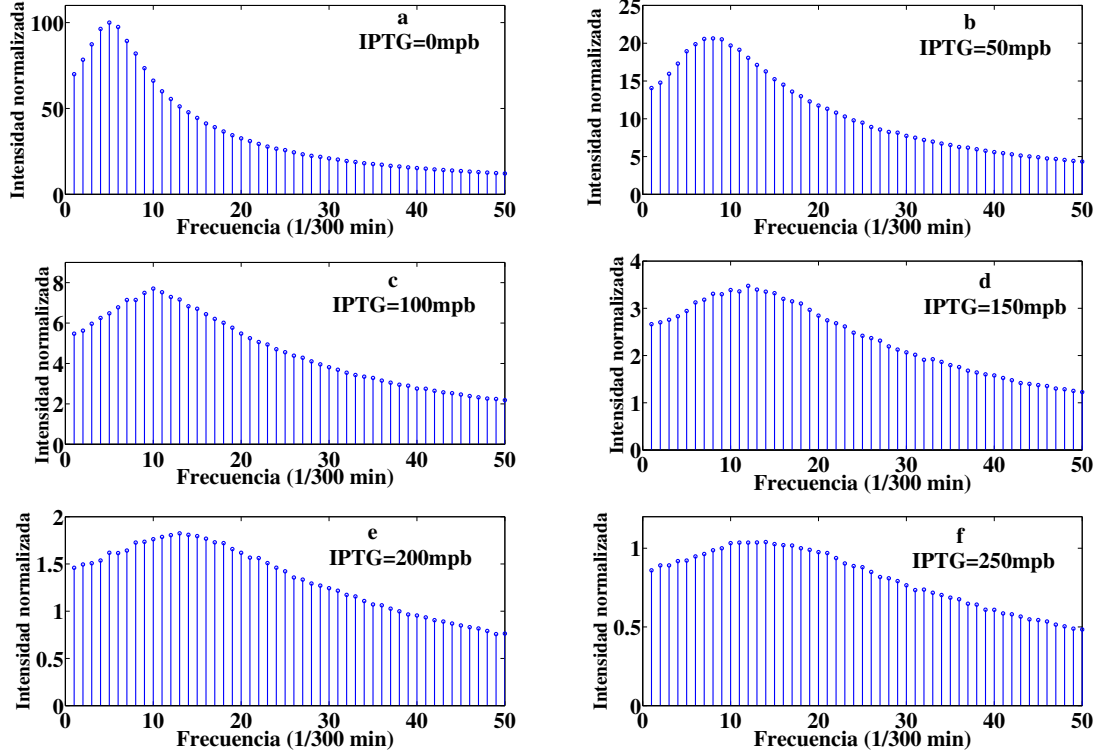 a
IPTG=0mpb
Intensidad normalizada
100
50
0
0 10 20 30 40 50
Frecuencia (1/300 min)
b
IPTG=50mpb
Intensidad normalizada
25
20
15
10
5
0
0 10 20 30 40 50
Frecuencia (1/300 min)
c
IPTG=100mpb
Intensidad normalizada
8
6
4
2
0
0 10 20 30 40 50
Frecuencia (1/300 min)
d
IPTG=150mpb
Intensidad normalizada
4
3
2
1
0
0 10 20 30 40 50
Frecuencia (1/300 min)
e
IPTG=200mpb
Intensidad normalizada
2
1.5
1
0.5
0
0 10 20 30 40 50
Frecuencia (1/300 min)
f
IPTG=250mpb
Intensidad normalizada
1
0.5
0
0 10 20 30 40 50
Frecuencia (1/300 min)